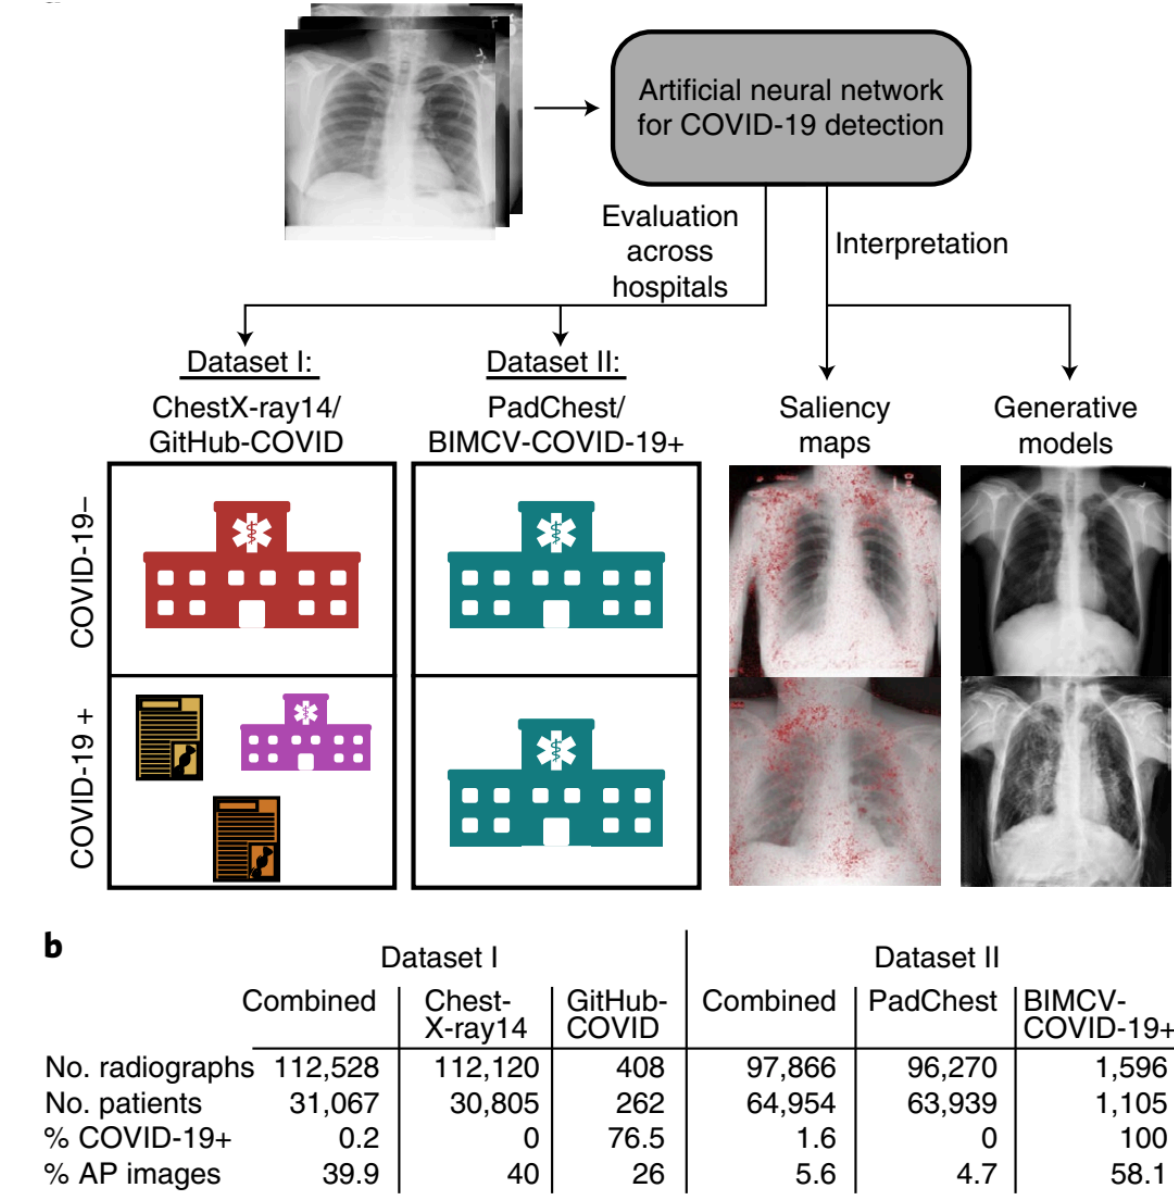 Artificial neural network
for COVID-19 detection
Evaluation
across
hospitals
Interpretation
Dataset I:
ChestX-ray14/
GitHub-COVID
Dataset II:
PadChest/
BIMCV-COVID-19+
Saliency
maps
Generative
models
COVID-19–
COVID-19 +
b
Dataset I
Dataset II
Combined
Chest-
X-ray14
GitHub-
COVID
Combined
PadChest
BIMCV-
COVID-19+
No. radiographs 112,528 112,120 408 97,866 96,270 1,596
No. patients 31,067 30,805 262 64,954 63,939 1,105
% COVID-19+ 0.2 0 76.5 1.6 0 100
% AP images 39.9 40 26 5.6 4.7 58.1